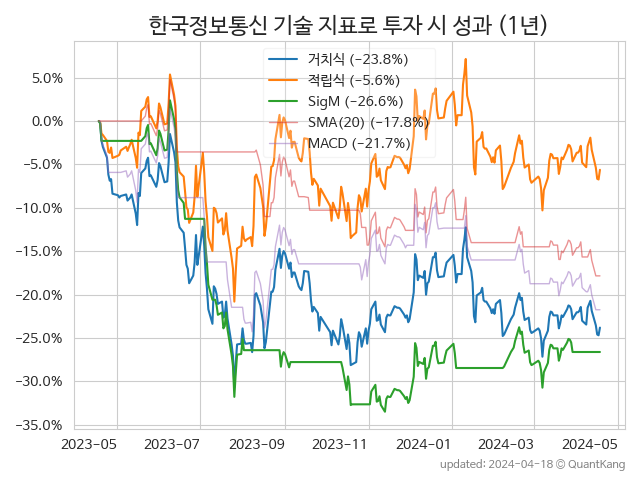 한국정보통신 기술 지표로 투자 시 성과 (1년)
거치식 (−23.8%)
적립식 (−5.6%)
SigM (−26.6%)
SMA(20) (−17.8%)
MACD (−21.7%)
5.0%
0.0%
−5.0%
−10.0%
−15.0%
−20.0%
−25.0%
−30.0%
−35.0%
2023-05 2023-07 2023-09 2023-11 2024-01 2024-03 2024-05
updated: 2024-04-18 © QuantKang